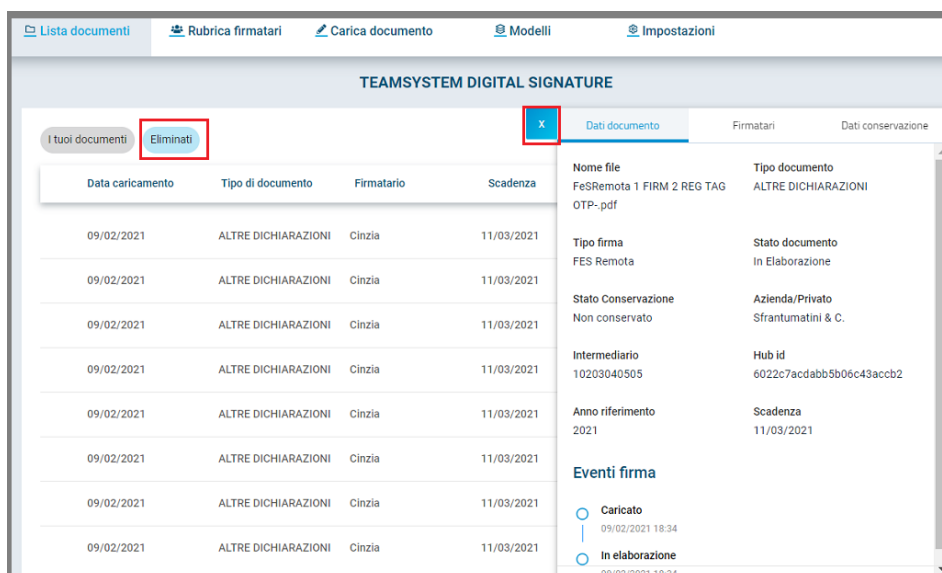 Lista documenti Rubrica firmatari Carica documento Modelli Impostazioni
TEAMSYSTEM DIGITAL SIGNATURE
I tuoi documenti Eliminati
Data caricamento Tipo di documento Firmatario Scadenza
09/02/2021 ALTRE DICHIARAZIONI Cinzia 11/03/2021
09/02/2021 ALTRE DICHIARAZIONI Cinzia 11/03/2021
09/02/2021 ALTRE DICHIARAZIONI Cinzia 11/03/2021
09/02/2021 ALTRE DICHIARAZIONI Cinzia 11/03/2021
09/02/2021 ALTRE DICHIARAZIONI Cinzia 11/03/2021
09/02/2021 ALTRE DICHIARAZIONI Cinzia 11/03/2021
09/02/2021 ALTRE DICHIARAZIONI Cinzia 11/03/2021
09/02/2021 ALTRE DICHIARAZIONI Cinzia 11/03/2021
X
Dati documento Firmatari Dati conservazione
Nome file Tipo documento
FeSRemota 1 FIRM 2 REG TAG ALTRE DICHIARAZIONI
OTP-.pdf
Tipo firma Stato documento
FES Remota In Elaborazione
Stato Conservazione Azienda/Privato
Non conservato Sfrantumatini & C.
Intermediario Hub id
10203040505 6022c7acdabb5b06c43accb2
Anno riferimento Scadenza
2021 11/03/2021
Eventi firma
Caricato
09/02/2021 18:34
In elaborazione